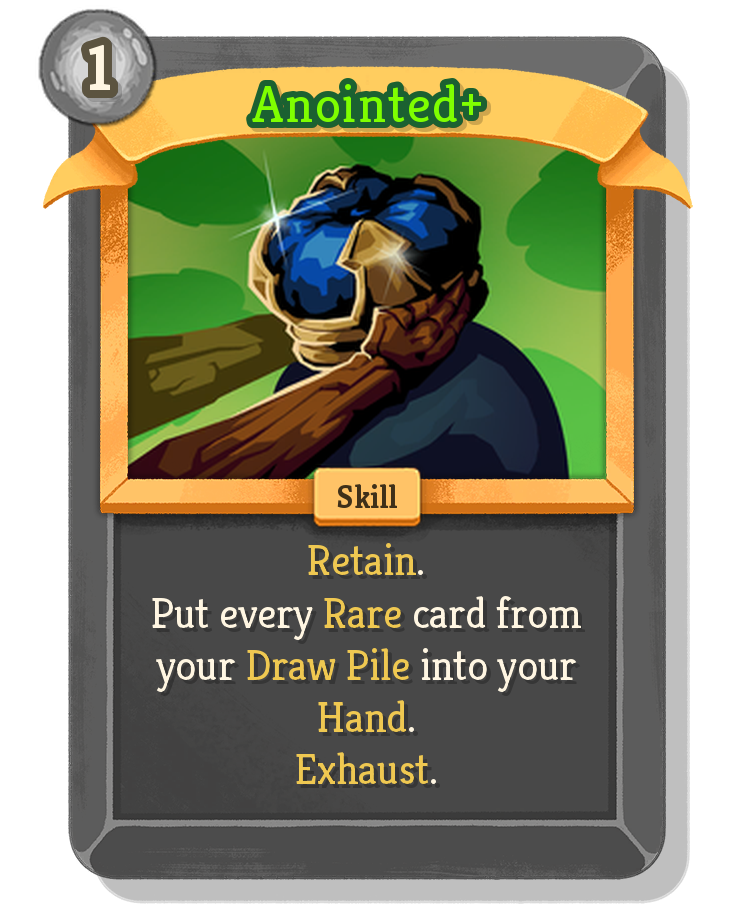 1
Anointed+
Skill
Retain.
Put every Rare card from
your Draw Pile into your
Hand.
Exhaust.